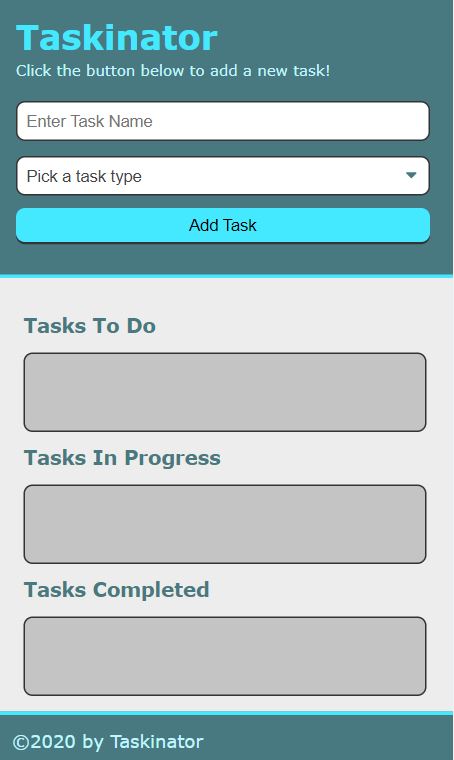 Taskinator
Click the button below to add a new task!
Enter Task Name
Pick a task type
Add Task
Tasks To Do
Tasks In Progress
Tasks Completed
©2020 by Taskinator